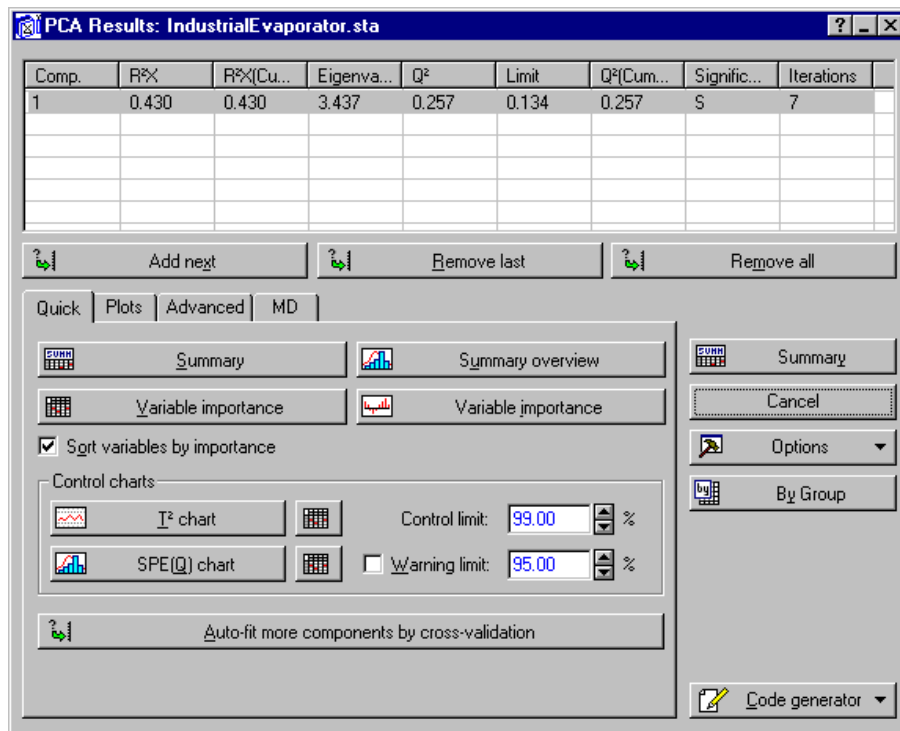 PCA Results: IndustrialEvaporator.sta
Comp. R²X R²X(Cu... Eigenva... Q² Limit Q²(Cum... Signific... Iterations
1 0.430 0.430 3.437 0.257 0.134 0.257 S 7
Add next Remove last Remove all
Quick Plots Advanced MD
Summary Summary overview
Variable importance Variable importance
Sort variables by importance
Control charts
T² chart Control limit: 99.00 %
SPE(Q) chart Warning limit: 95.00 %
Auto-fit more components by cross-validation
SUMM Summary
Cancel
Options
by By Group
Code generator